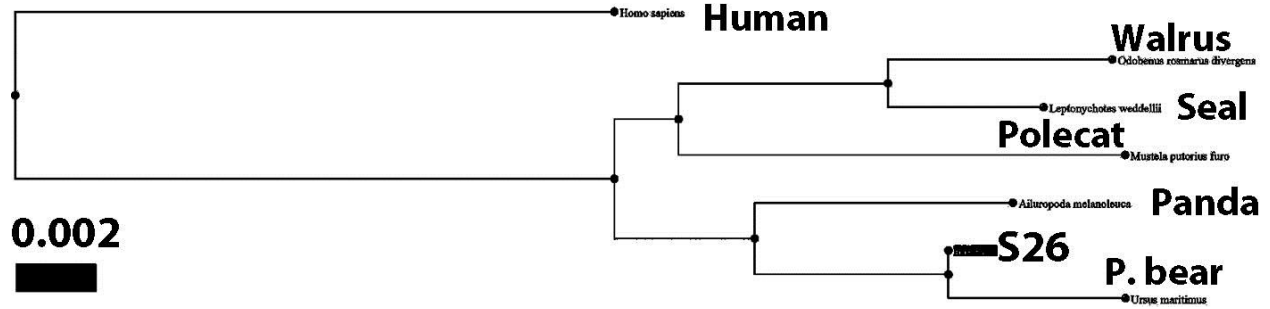 Homo sapiens Human
Walrus
Odobenus rosmarus divergens
Leptonychotes weddellii Seal
Polecat
Mustela putorius furo
Ailuropoda melanoleuca Panda
0.002
S26
P. bear
Ursus maritimus